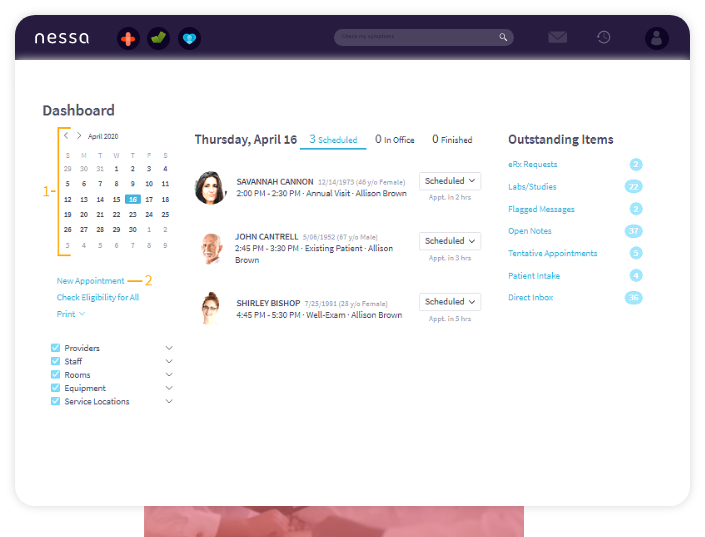 nessa
Check my symptoms
Dashboard
April 2020
S M T W T F S
29 30 31 1 2 3 4
5 6 7 8 9 10 11
12 13 14 15 16 17 18
19 20 21 22 23 24 25
26 27 28 29 30 1 2
3 4 5 6 7 8 9
1
New Appointment
2
Check Eligibility for All
Print
Providers
Staff
Rooms
Equipment
Service Locations
Thursday, April 16 3 Scheduled 0 In Office 0 Finished
SAVANNAH CANNON 12/14/1973 (46 y/o Female)
2:00 PM - 2:30 PM · Annual Visit · Allison Brown
Scheduled
Appt. in 2 hrs
JOHN CANTRELL 5/06/1952 (67 y/o Male)
2:45 PM - 3:30 PM · Existing Patient · Allison
Brown
Scheduled
Appt. in 3 hrs
SHIRLEY BISHOP 7/25/1991 (28 y/o Female)
4:45 PM - 5:30 PM · Well-Exam · Allison Brown
Scheduled
Appt. in 5 hrs
Outstanding Items
eRx Requests 2
Labs/Studies 22
Flagged Messages 2
Open Notes 37
Tentative Appointments 5
Patient Intake 4
Direct Inbox 36